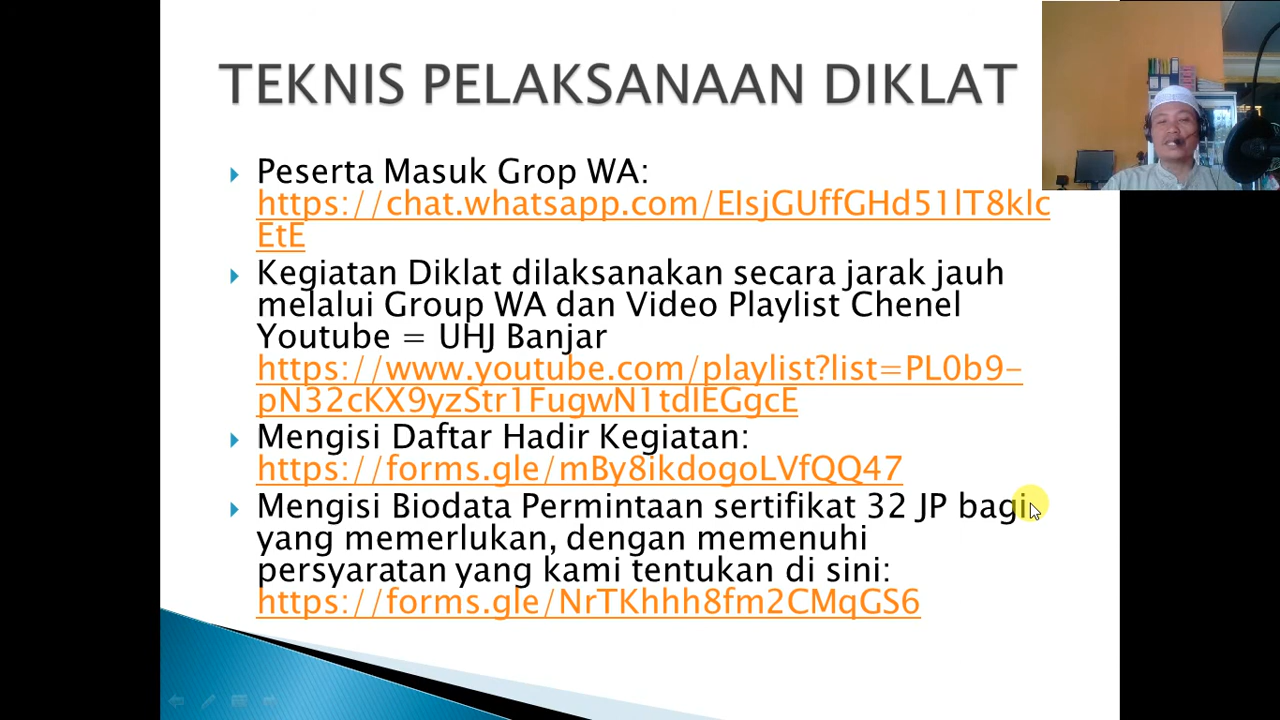 TEKNIS PELAKSANAAN DIKLAT
Peserta Masuk Grop WA:
https://chat.whatsapp.com/EIsjGUffGHd51lT8klc
EtE
Kegiatan Diklat dilaksanakan secara jarak jauh
melalui Group WA dan Video Playlist Chenel
Youtube = UHJ Banjar
https://www.youtube.com/playlist?list=PL0b9-
pN32cKX9yzStr1FugwN1tdIEGgcE
Mengisi Daftar Hadir Kegiatan:
https://forms.gle/mBy8ikdogoLVfQQ47
Mengisi Biodata Permintaan sertifikat 32 JP bagi
yang memerlukan, dengan memenuhi
persyaratan yang kami tentukan di sini:
https://forms.gle/NrTKhhh8fm2CMqGS6